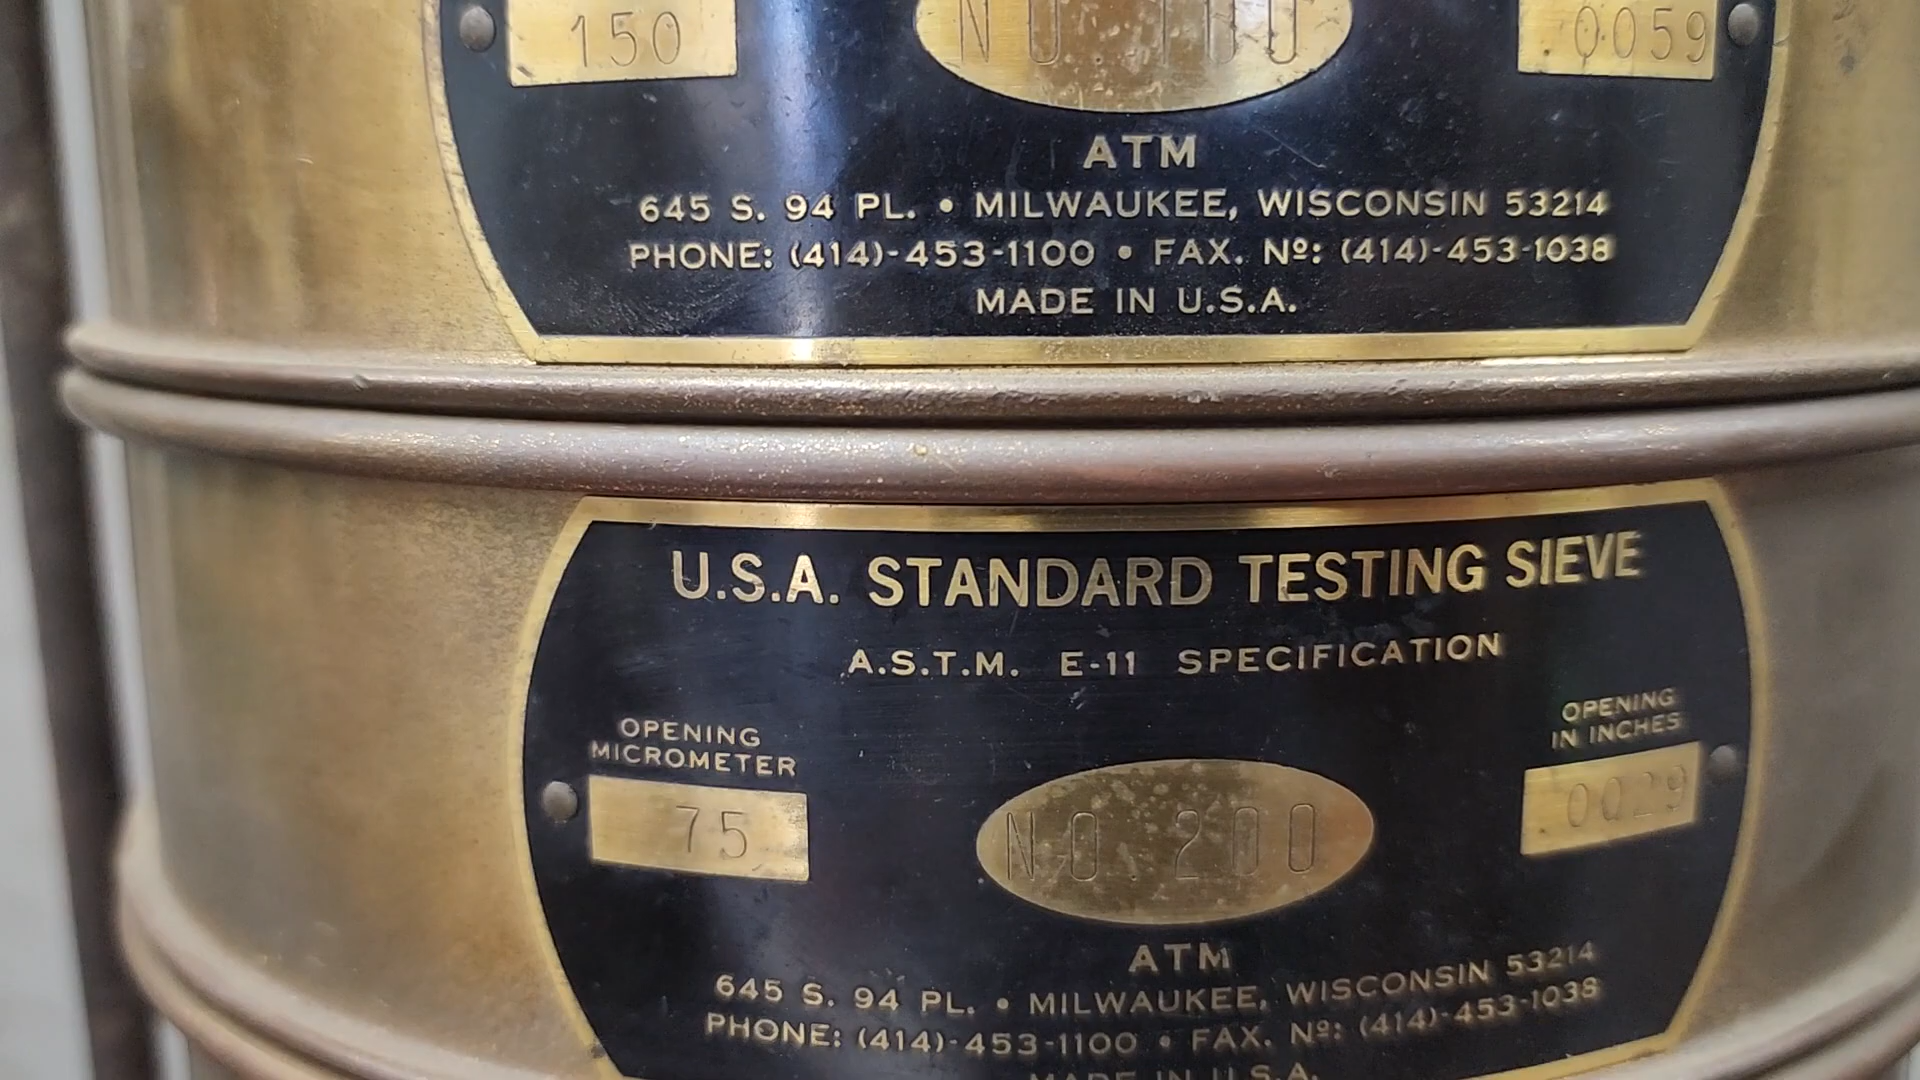 150
NO. 100
0059
ATM
645 S. 94 PL. • MILWAUKEE, WISCONSIN 53214
PHONE: (414)-453-1100 • FAX. Nº: (414)-453-1038
MADE IN U.S.A.
U.S.A. STANDARD TESTING SIEVE
A.S.T.M. E-11 SPECIFICATION
OPENING
MICROMETER
75
NO. 200
OPENING
IN INCHES
0029
ATM
645 S. 94 PL. • MILWAUKEE, WISCONSIN 53214
PHONE: (414)-453-1100 • FAX. Nº: (414)-453-1038
MADE IN U.S.A.